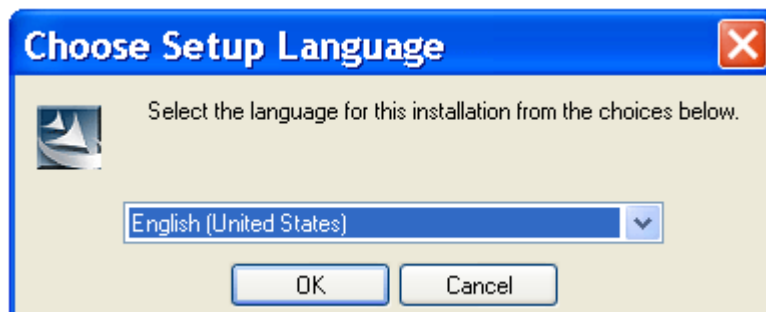 Choose Setup Language
Select the language for this installation from the choices below.
English (United States)
OK
Cancel